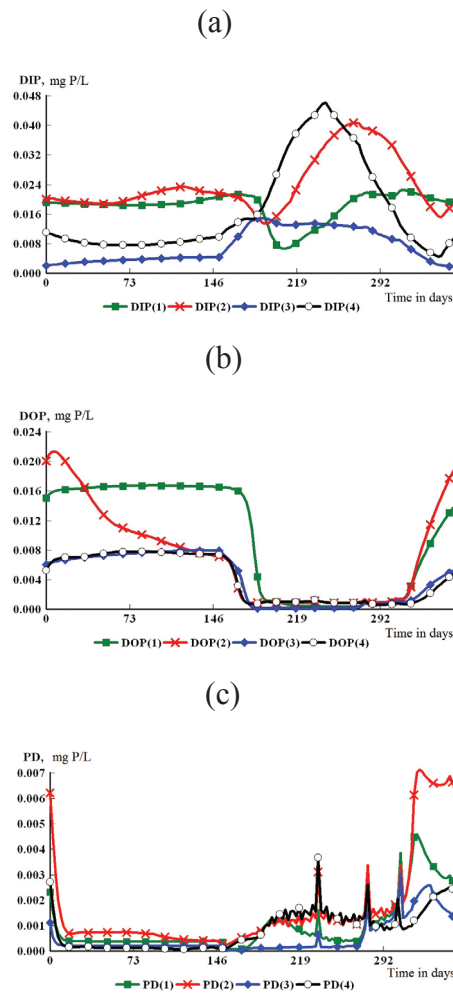 (a)
DIP, mg P/L
0.048
0.040
0.032
0.024
0.016
0.008
0.000
0 73 146 219 292
Time in days
DIP(1) DIP(2) DIP(3) DIP(4)
(b)
DOP, mg P/L
0.024
0.020
0.016
0.012
0.008
0.004
0.000
0 73 146 219 292
Time in days
DOP(1) DOP(2) DOP(3) DOP(4)
(c)
PD, mg P/L
0.007
0.006
0.005
0.004
0.003
0.002
0.001
0.000
0 73 146 219 292
Time in days
PD(1) PD(2) PD(3) PD(4)